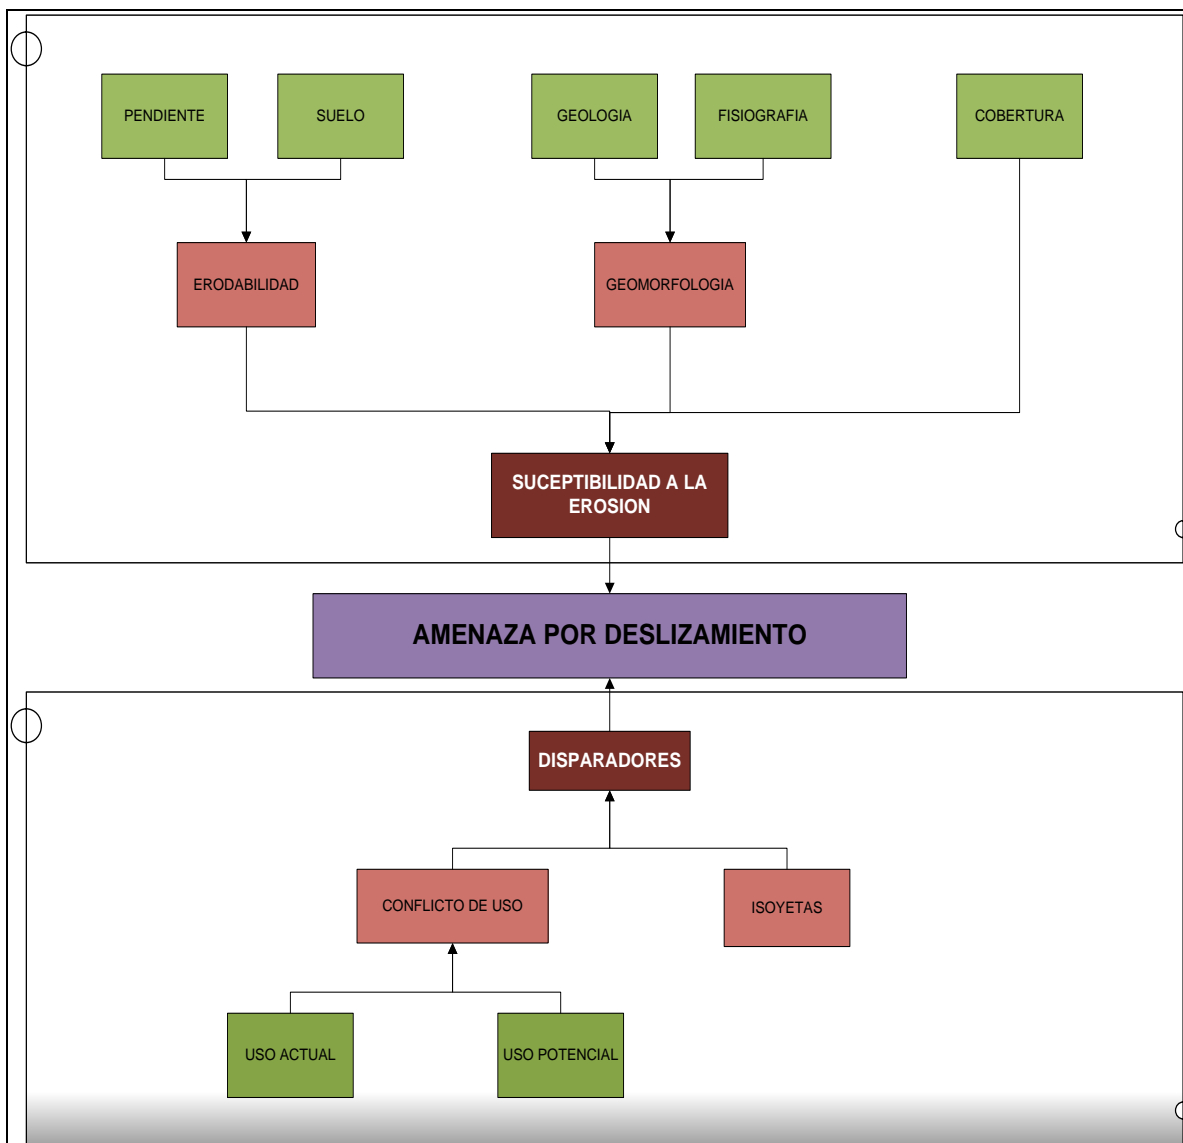 PENDIENTE
SUELO
GEOLOGIA
FISIOGRAFIA
COBERTURA
ERODABILIDAD
GEOMORFOLOGIA
SUCEPTIBILIDAD A LA
EROSION
AMENAZA POR DESLIZAMIENTO
DISPARADORES
CONFLICTO DE USO
ISOYETAS
USO ACTUAL
USO POTENCIAL